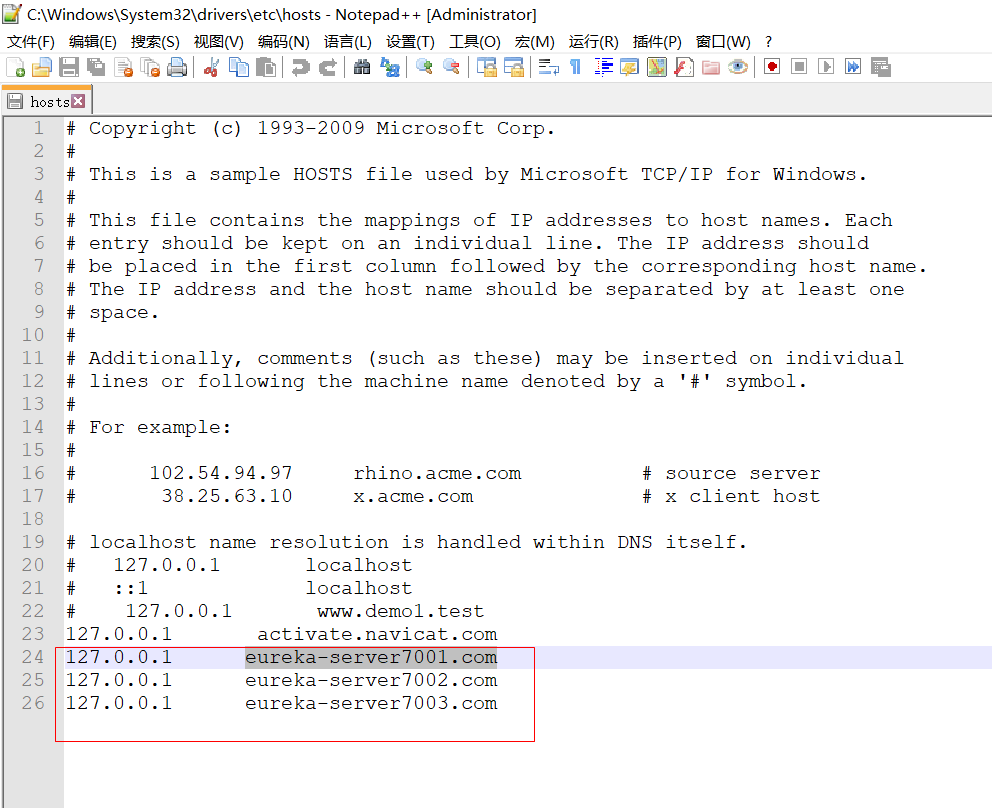 C:\Windows\System32\drivers\etc\hosts - Notepad++ [Administrator]
文件(F) 编辑(E) 搜索(S) 视图(V) 编码(N) 语言(L) 设置(T) 工具(O) 宏(M) 运行(R) 插件(P) 窗口(W) ?
hosts
1 # Copyright (c) 1993-2009 Microsoft Corp.
2 #
3 # This is a sample HOSTS file used by Microsoft TCP/IP for Windows.
4 #
5 # This file contains the mappings of IP addresses to host names. Each
6 # entry should be kept on an individual line. The IP address should
7 # be placed in the first column followed by the corresponding host name.
8 # The IP address and the host name should be separated by at least one
9 # space.
10 #
11 # Additionally, comments (such as these) may be inserted on individual
12 # lines or following the machine name denoted by a '#' symbol.
13 #
14 # For example:
15 #
16 #      102.54.94.97     rhino.acme.com          # source server
17 #       38.25.63.10     x.acme.com              # x client host
18
19 # localhost name resolution is handled within DNS itself.
20 #   127.0.0.1       localhost
21 #   ::1             localhost
22 #    127.0.0.1       www.demo1.test
23 127.0.0.1       activate.navicat.com
24 127.0.0.1      eureka-server7001.com
25 127.0.0.1      eureka-server7002.com
26 127.0.0.1      eureka-server7003.com